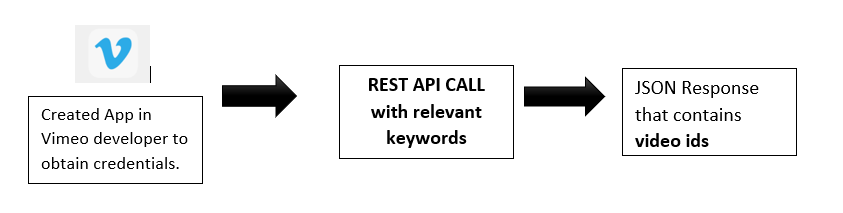 Created App in
Vimeo developer to
obtain credentials.
REST API CALL
with relevant
keywords
JSON Response
that contains
video ids